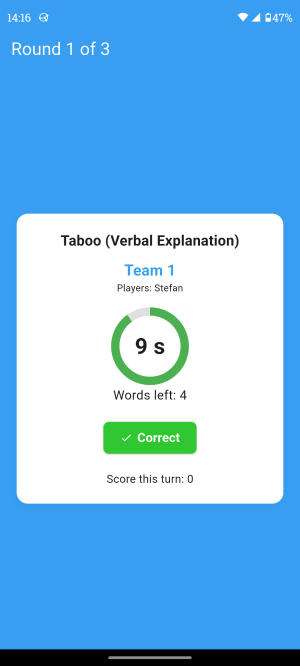 14:16 47%
Round 1 of 3
Taboo (Verbal Explanation)
Team 1
Players: Stefan
9 s
Words left: 4
Correct
Score this turn: 0